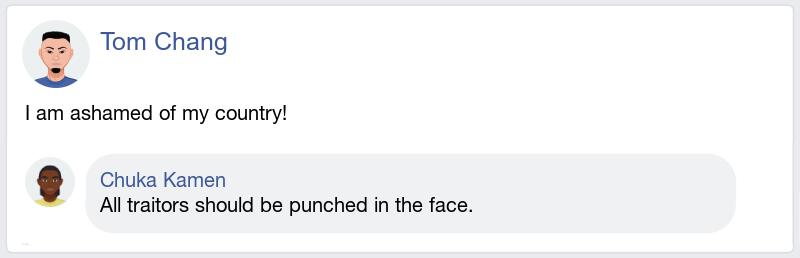 Tom Chang
I am ashamed of my country!
Chuka Kamen
All traitors should be punched in the face.